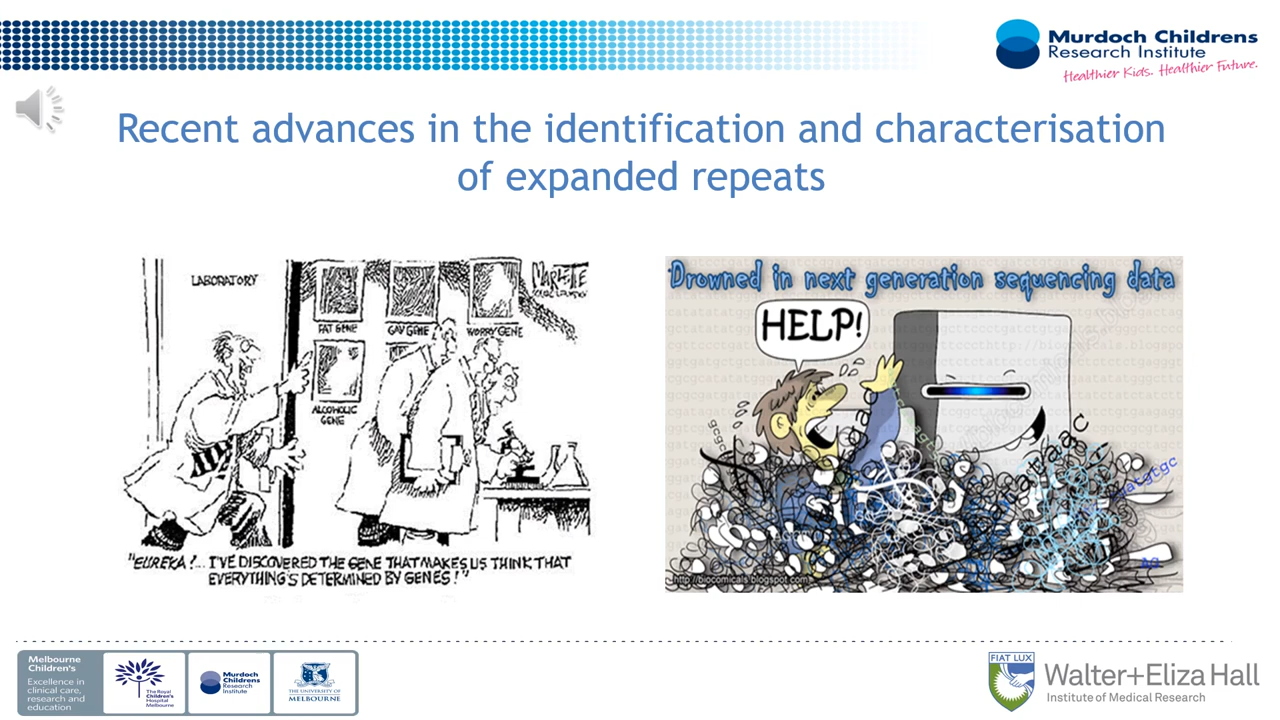 Murdoch Childrens
Research Institute
Healthier Kids. Healthier Future.
Recent advances in the identification and characterisation
of expanded repeats
LABORATORY
MARLETTE
FAT GENE
GAY GENE
WORRY GENE
ALCOHOLIC
GENE
"EUREKA!... I'VE DISCOVERED THE GENE THAT MAKES US THINK THAT
EVERYTHING'S DETERMINED BY GENES!"
Drowned in next generation sequencing data
HELP!
http://biocomicals.blogspot.com
Melbourne
Children's
Excellence in
clinical care,
research and
education
The Royal
Children's
Hospital
Melbourne
Murdoch
Childrens
Research
Institute
THE UNIVERSITY OF
MELBOURNE
FIAT LUX
Walter+Eliza Hall
Institute of Medical Research